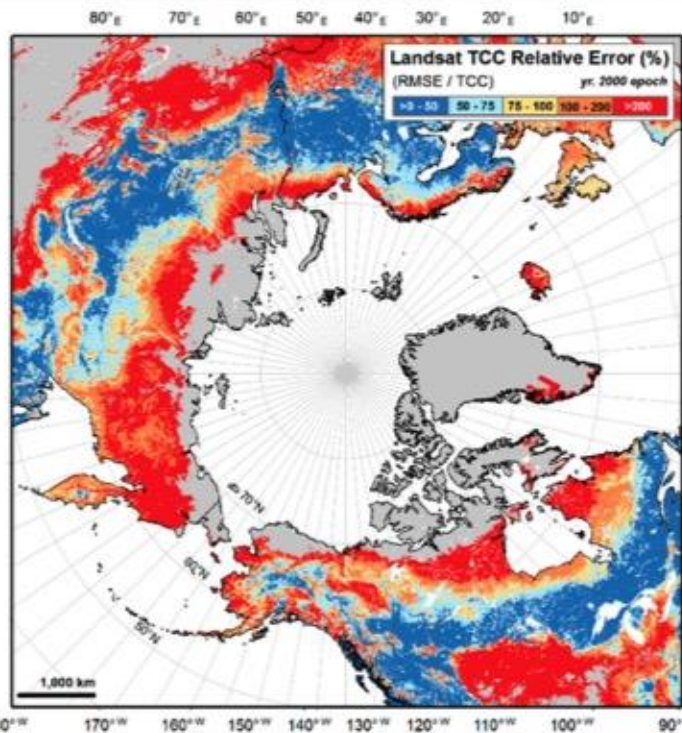 80°E 70°E 60°E 50°E 40°E 30°E 20°E 10°E
Landsat TCC Relative Error (%)
(RMSE / TCC) yr. 2000 epoch
>0 - 50 50 - 75 75 - 100 100 - 200 >200
70°N
50°N
1,000 km
170°W 160°W 150°W 140°W 130°W 120°W 110°W 100°W